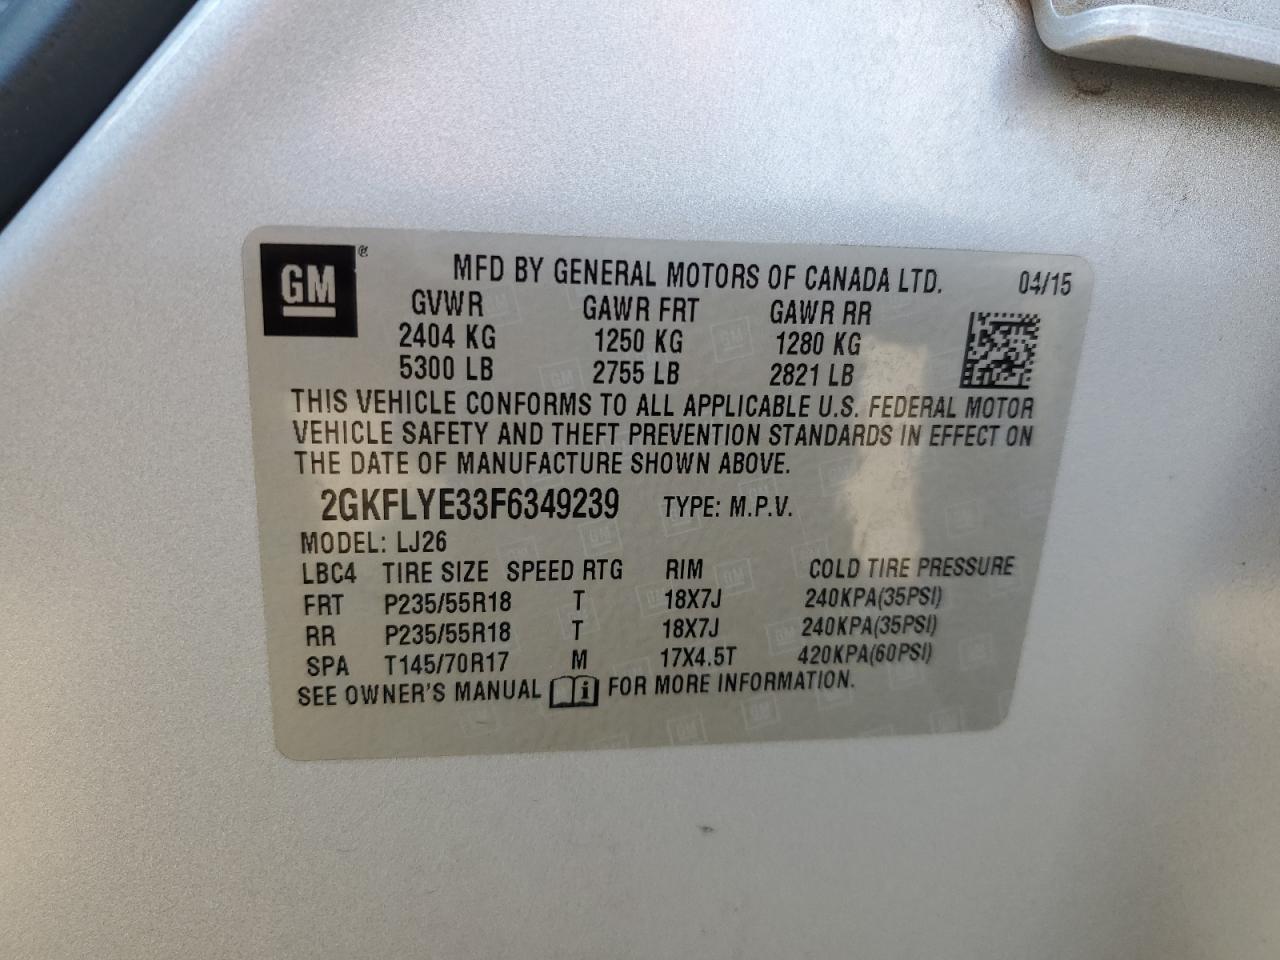 GM®
MFD BY GENERAL MOTORS OF CANADA LTD. 04/15
GVWR GAWR FRT GAWR RR
2404 KG 1250 KG 1280 KG
5300 LB 2755 LB 2821 LB
THIS VEHICLE CONFORMS TO ALL APPLICABLE U.S. FEDERAL MOTOR
VEHICLE SAFETY AND THEFT PREVENTION STANDARDS IN EFFECT ON
THE DATE OF MANUFACTURE SHOWN ABOVE.
2GKFLYE33F6349239 TYPE: M.P.V.
MODEL: LJ26
LBC4 TIRE SIZE SPEED RTG RIM COLD TIRE PRESSURE
FRT P235/55R18 T 18X7J 240KPA(35PSI)
RR P235/55R18 T 18X7J 240KPA(35PSI)
SPA T145/70R17 M 17X4.5T 420KPA(60PSI)
SEE OWNER'S MANUAL i FOR MORE INFORMATION.